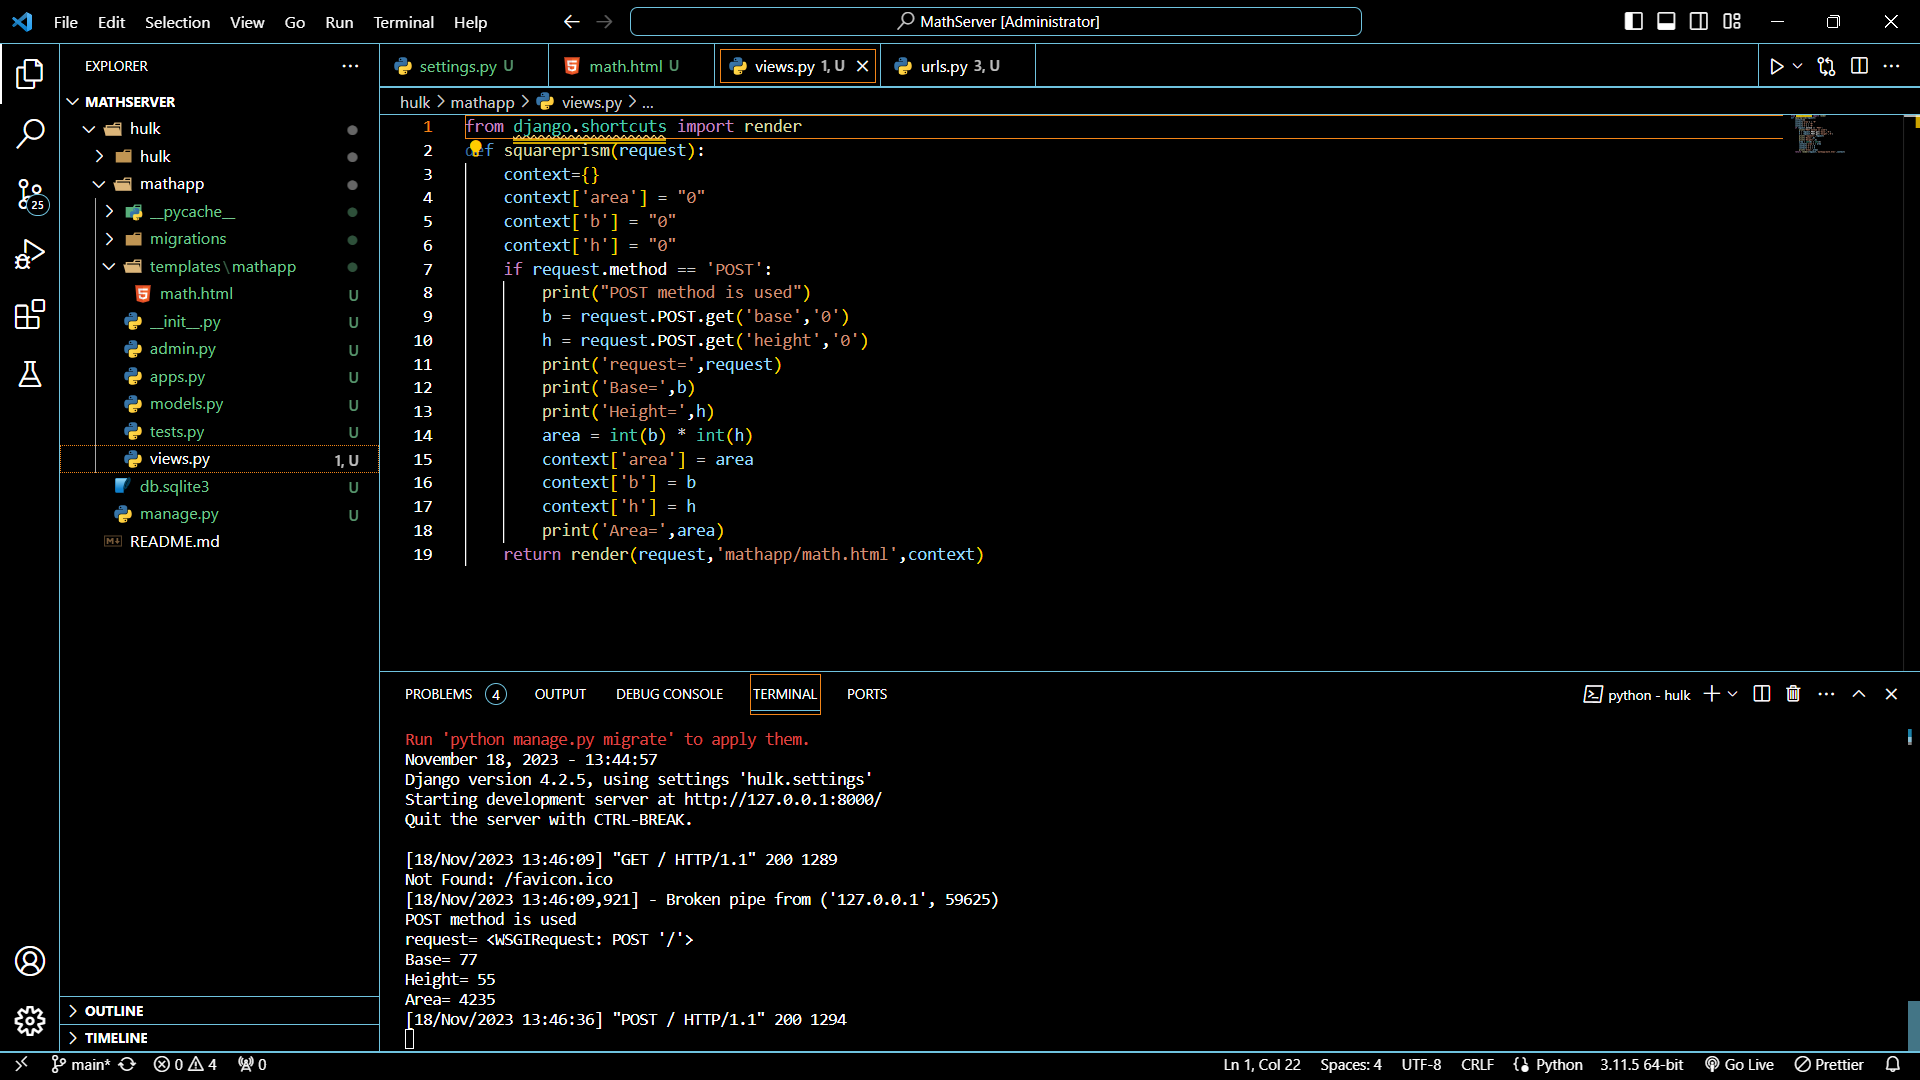 File Edit Selection View Go Run Terminal Help
MathServer [Administrator]
EXPLORER
MATHSERVER
hulk
hulk
mathapp
__pycache__
migrations
templates\mathapp
math.html U
__init__.py U
admin.py U
apps.py U
models.py U
tests.py U
views.py 1, U
db.sqlite3 U
manage.py U
README.md
OUTLINE
TIMELINE
25
settings.py U
math.html U
views.py 1, U
urls.py 3, U
hulk > mathapp > views.py > ...
1 from django.shortcuts import render
2 def squareprism(request):
3 context={}
4 context['area'] = "0"
5 context['b'] = "0"
6 context['h'] = "0"
7 if request.method == 'POST':
8 print("POST method is used")
9 b = request.POST.get('base','0')
10 h = request.POST.get('height','0')
11 print('request=',request)
12 print('Base=',b)
13 print('Height=',h)
14 area = int(b) * int(h)
15 context['area'] = area
16 context['b'] = b
17 context['h'] = h
18 print('Area=',area)
19 return render(request,'mathapp/math.html',context)
PROBLEMS 4 OUTPUT DEBUG CONSOLE TERMINAL PORTS
python - hulk
Run 'python manage.py migrate' to apply them.
November 18, 2023 - 13:44:57
Django version 4.2.5, using settings 'hulk.settings'
Starting development server at http://127.0.0.1:8000/
Quit the server with CTRL-BREAK.
[18/Nov/2023 13:46:09] "GET / HTTP/1.1" 200 1289
Not Found: /favicon.ico
[18/Nov/2023 13:46:09,921] - Broken pipe from ('127.0.0.1', 59625)
POST method is used
request= <WSGIRequest: POST '/'>
Base= 77
Height= 55
Area= 4235
[18/Nov/2023 13:46:36] "POST / HTTP/1.1" 200 1294
main* 0 4 0
Ln 1, Col 22 Spaces: 4 UTF-8 CRLF Python 3.11.5 64-bit Go Live Prettier